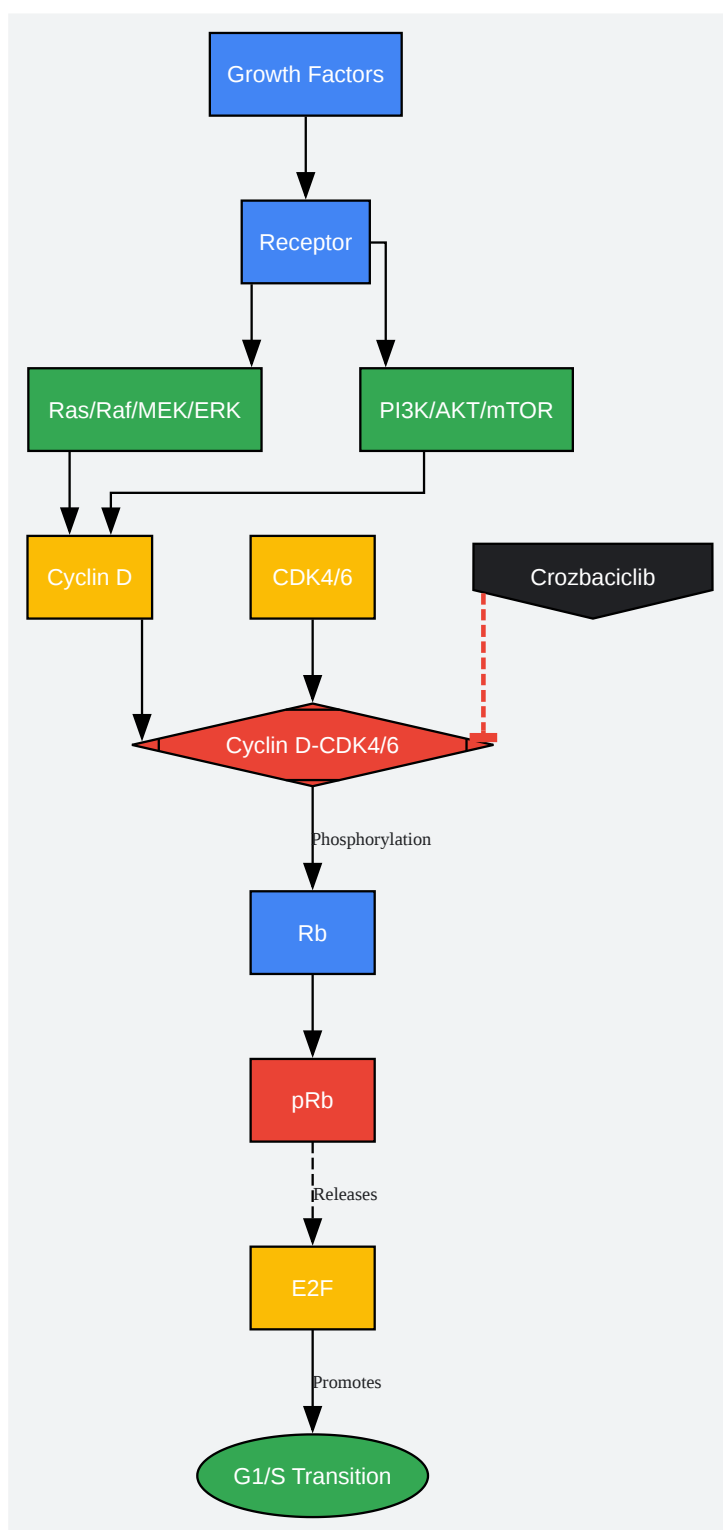 Growth Factors
Receptor
Ras/Raf/MEK/ERK
PI3K/AKT/mTOR
Cyclin D
CDK4/6
Crozbaciclib
Cyclin D-CDK4/6
Phosphorylation
Rb
pRb
Releases
E2F
Promotes
G1/S Transition